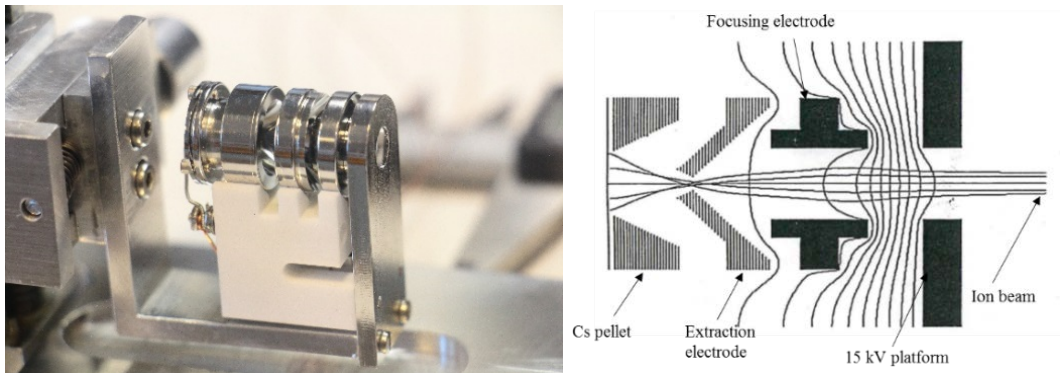 Focusing electrode
Cs pellet
Extraction
electrode
15 kV platform
Ion beam